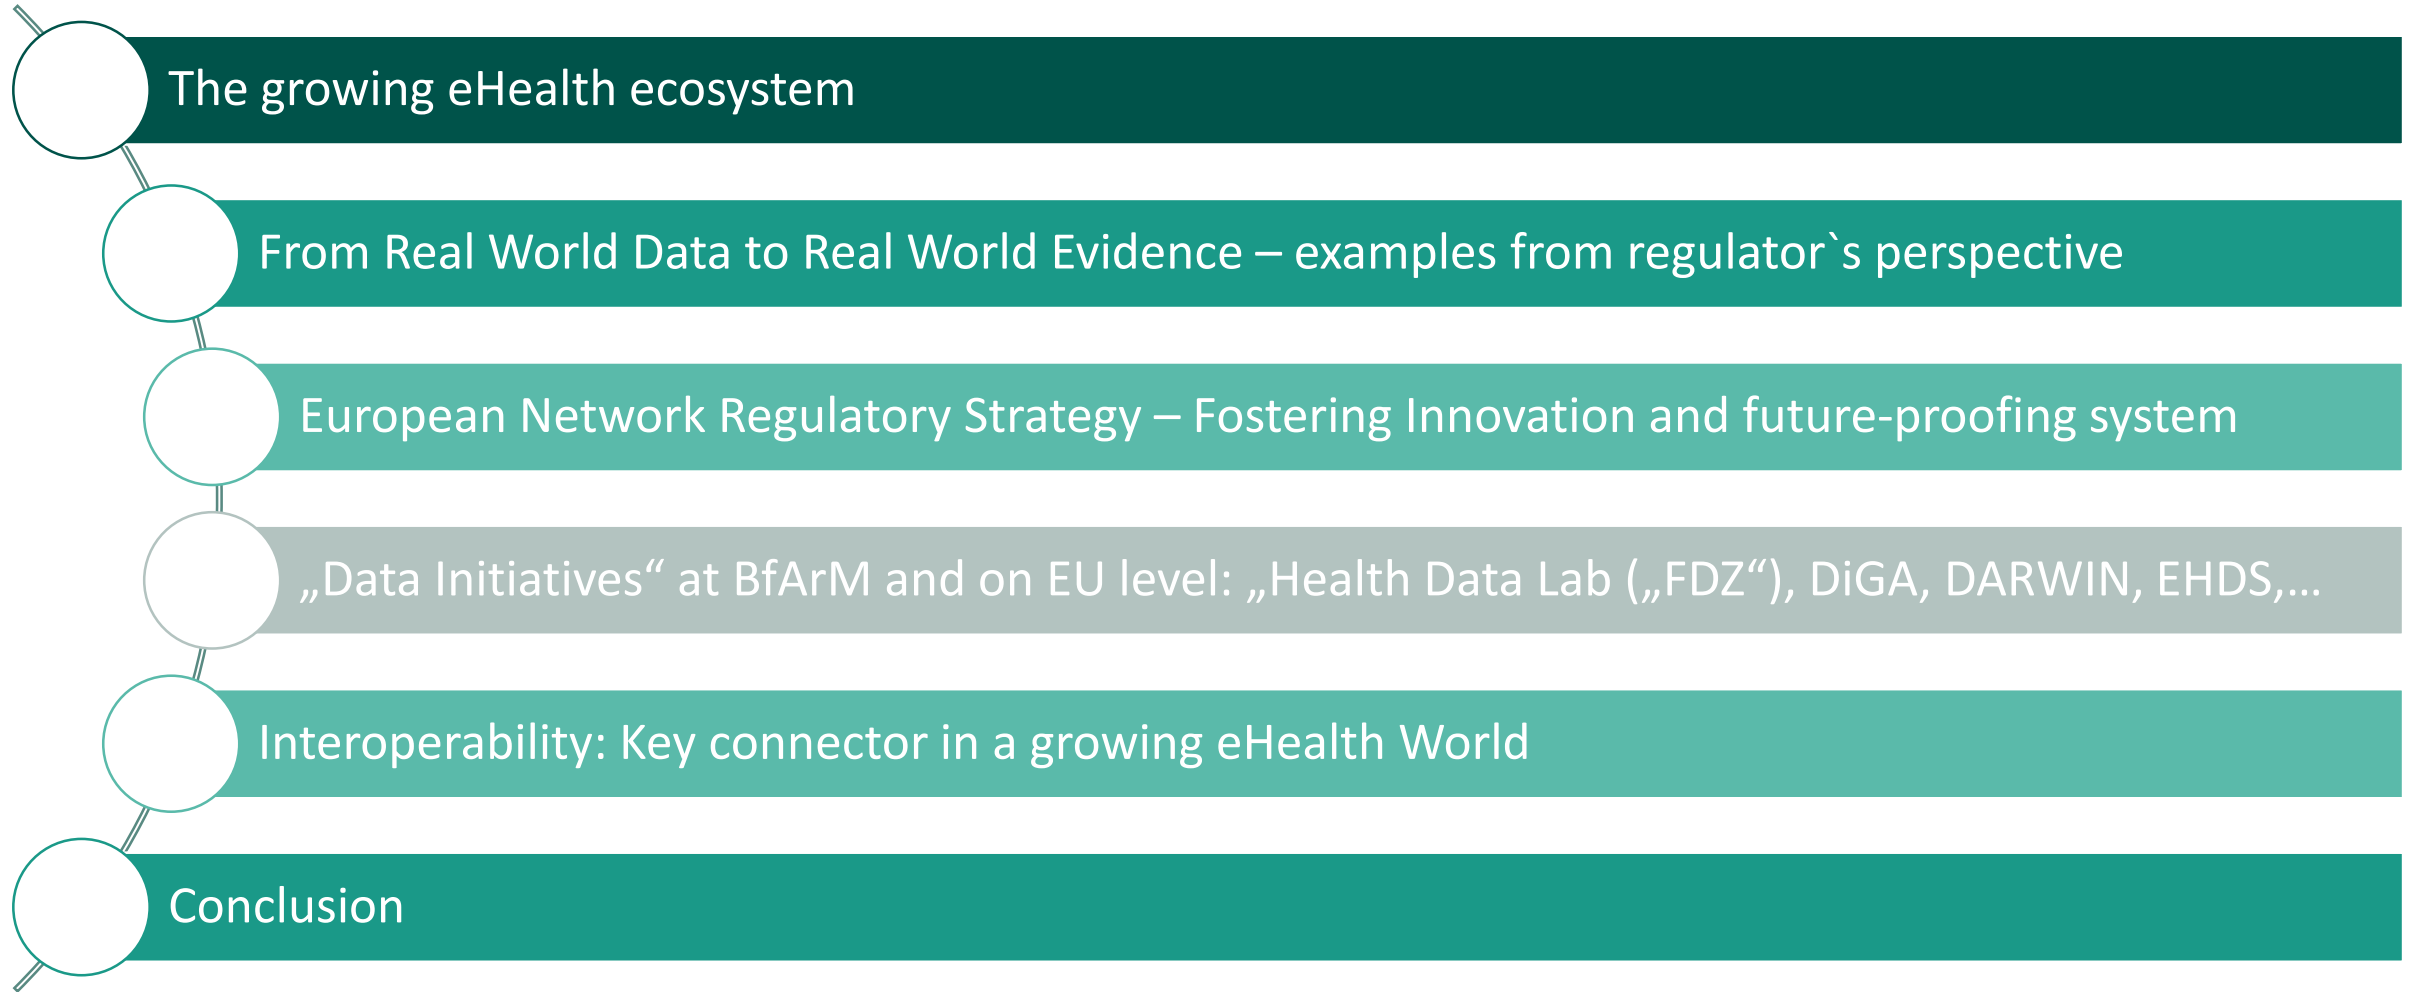 The growing eHealth ecosystem
From Real World Data to Real World Evidence – examples from regulator`s perspective
European Network Regulatory Strategy – Fostering Innovation and future-proofing system
„Data Initiatives“ at BfArM and on EU level: „Health Data Lab („FDZ“), DiGA, DARWIN, EHDS,...
Interoperability: Key connector in a growing eHealth World
Conclusion